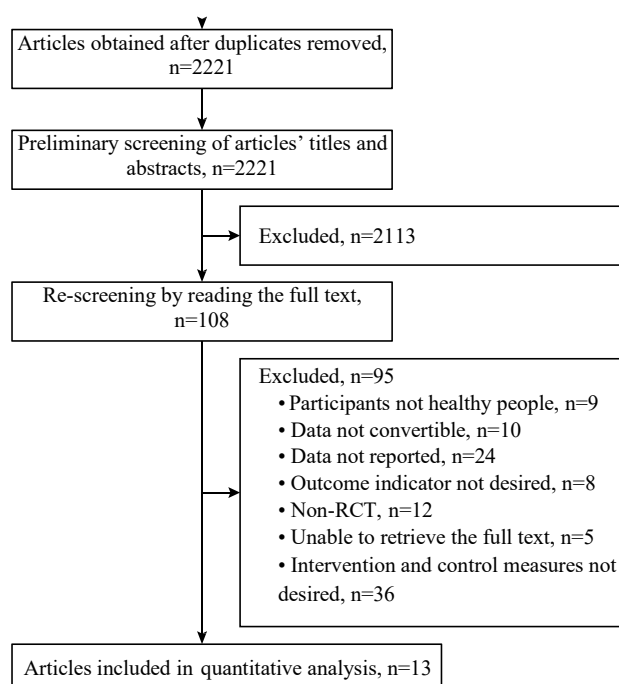 Articles obtained after duplicates removed,
n=2221
Preliminary screening of articles’ titles and
abstracts, n=2221
Excluded, n=2113
Re-screening by reading the full text,
n=108
Excluded, n=95
• Participants not healthy people, n=9
• Data not convertible, n=10
• Data not reported, n=24
• Outcome indicator not desired, n=8
• Non-RCT, n=12
• Unable to retrieve the full text, n=5
• Intervention and control measures not
desired, n=36
Articles included in quantitative analysis, n=13